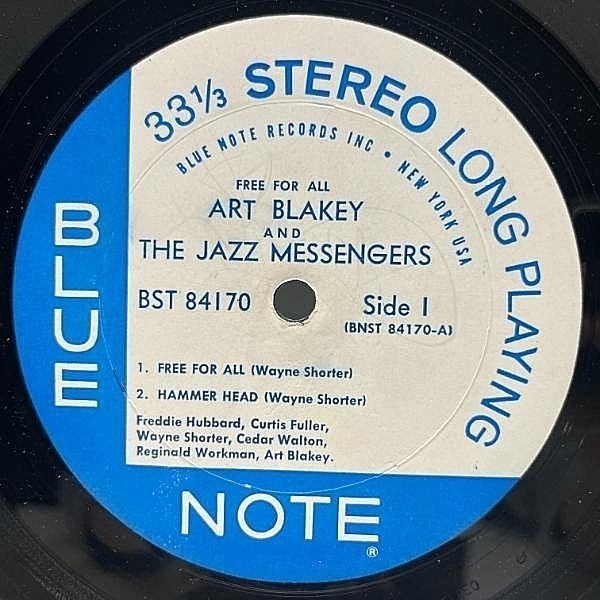 33⅓ STEREO LONG PLAYING
BLUE NOTE RECORDS INC • NEW YORK USA
FREE FOR ALL
ART BLAKEY
AND
THE JAZZ MESSENGERS
BST 84170
Side 1
(BNST 84170-A)
1. FREE FOR ALL (Wayne Shorter)
2. HAMMER HEAD (Wayne Shorter)
Freddie Hubbard, Curtis Fuller,
Wayne Shorter, Cedar Walton,
Reginald Workman, Art Blakey.
BLUE
NOTE ®